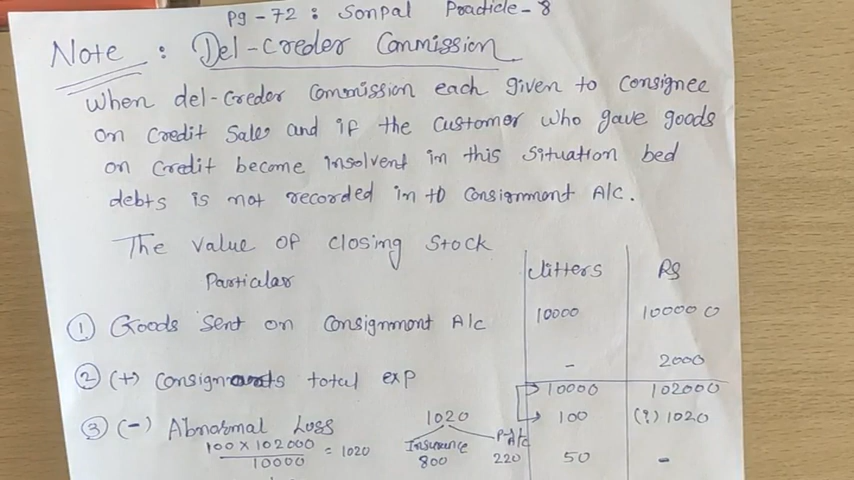 Pg - 72 : Sonpal Practicle - 8
Note : Del-creder Commission
When del-creder commission each given to consignee
on credit sales and if the customer who gave goods
on credit become insolvent in this situation bed
debts is not recorded in to consignment A/c.
The value of closing stock
Particular Litters Rs
① Goods sent on consignment A/c 10000 100000
② (+) consignments total exp - 2000
10000 102000
③ (-) Abnormal Loss 1020 100 (-) 1020
100 x 102000 / 10000 = 1020 Insurance 800 P.L A/c 220 50 -